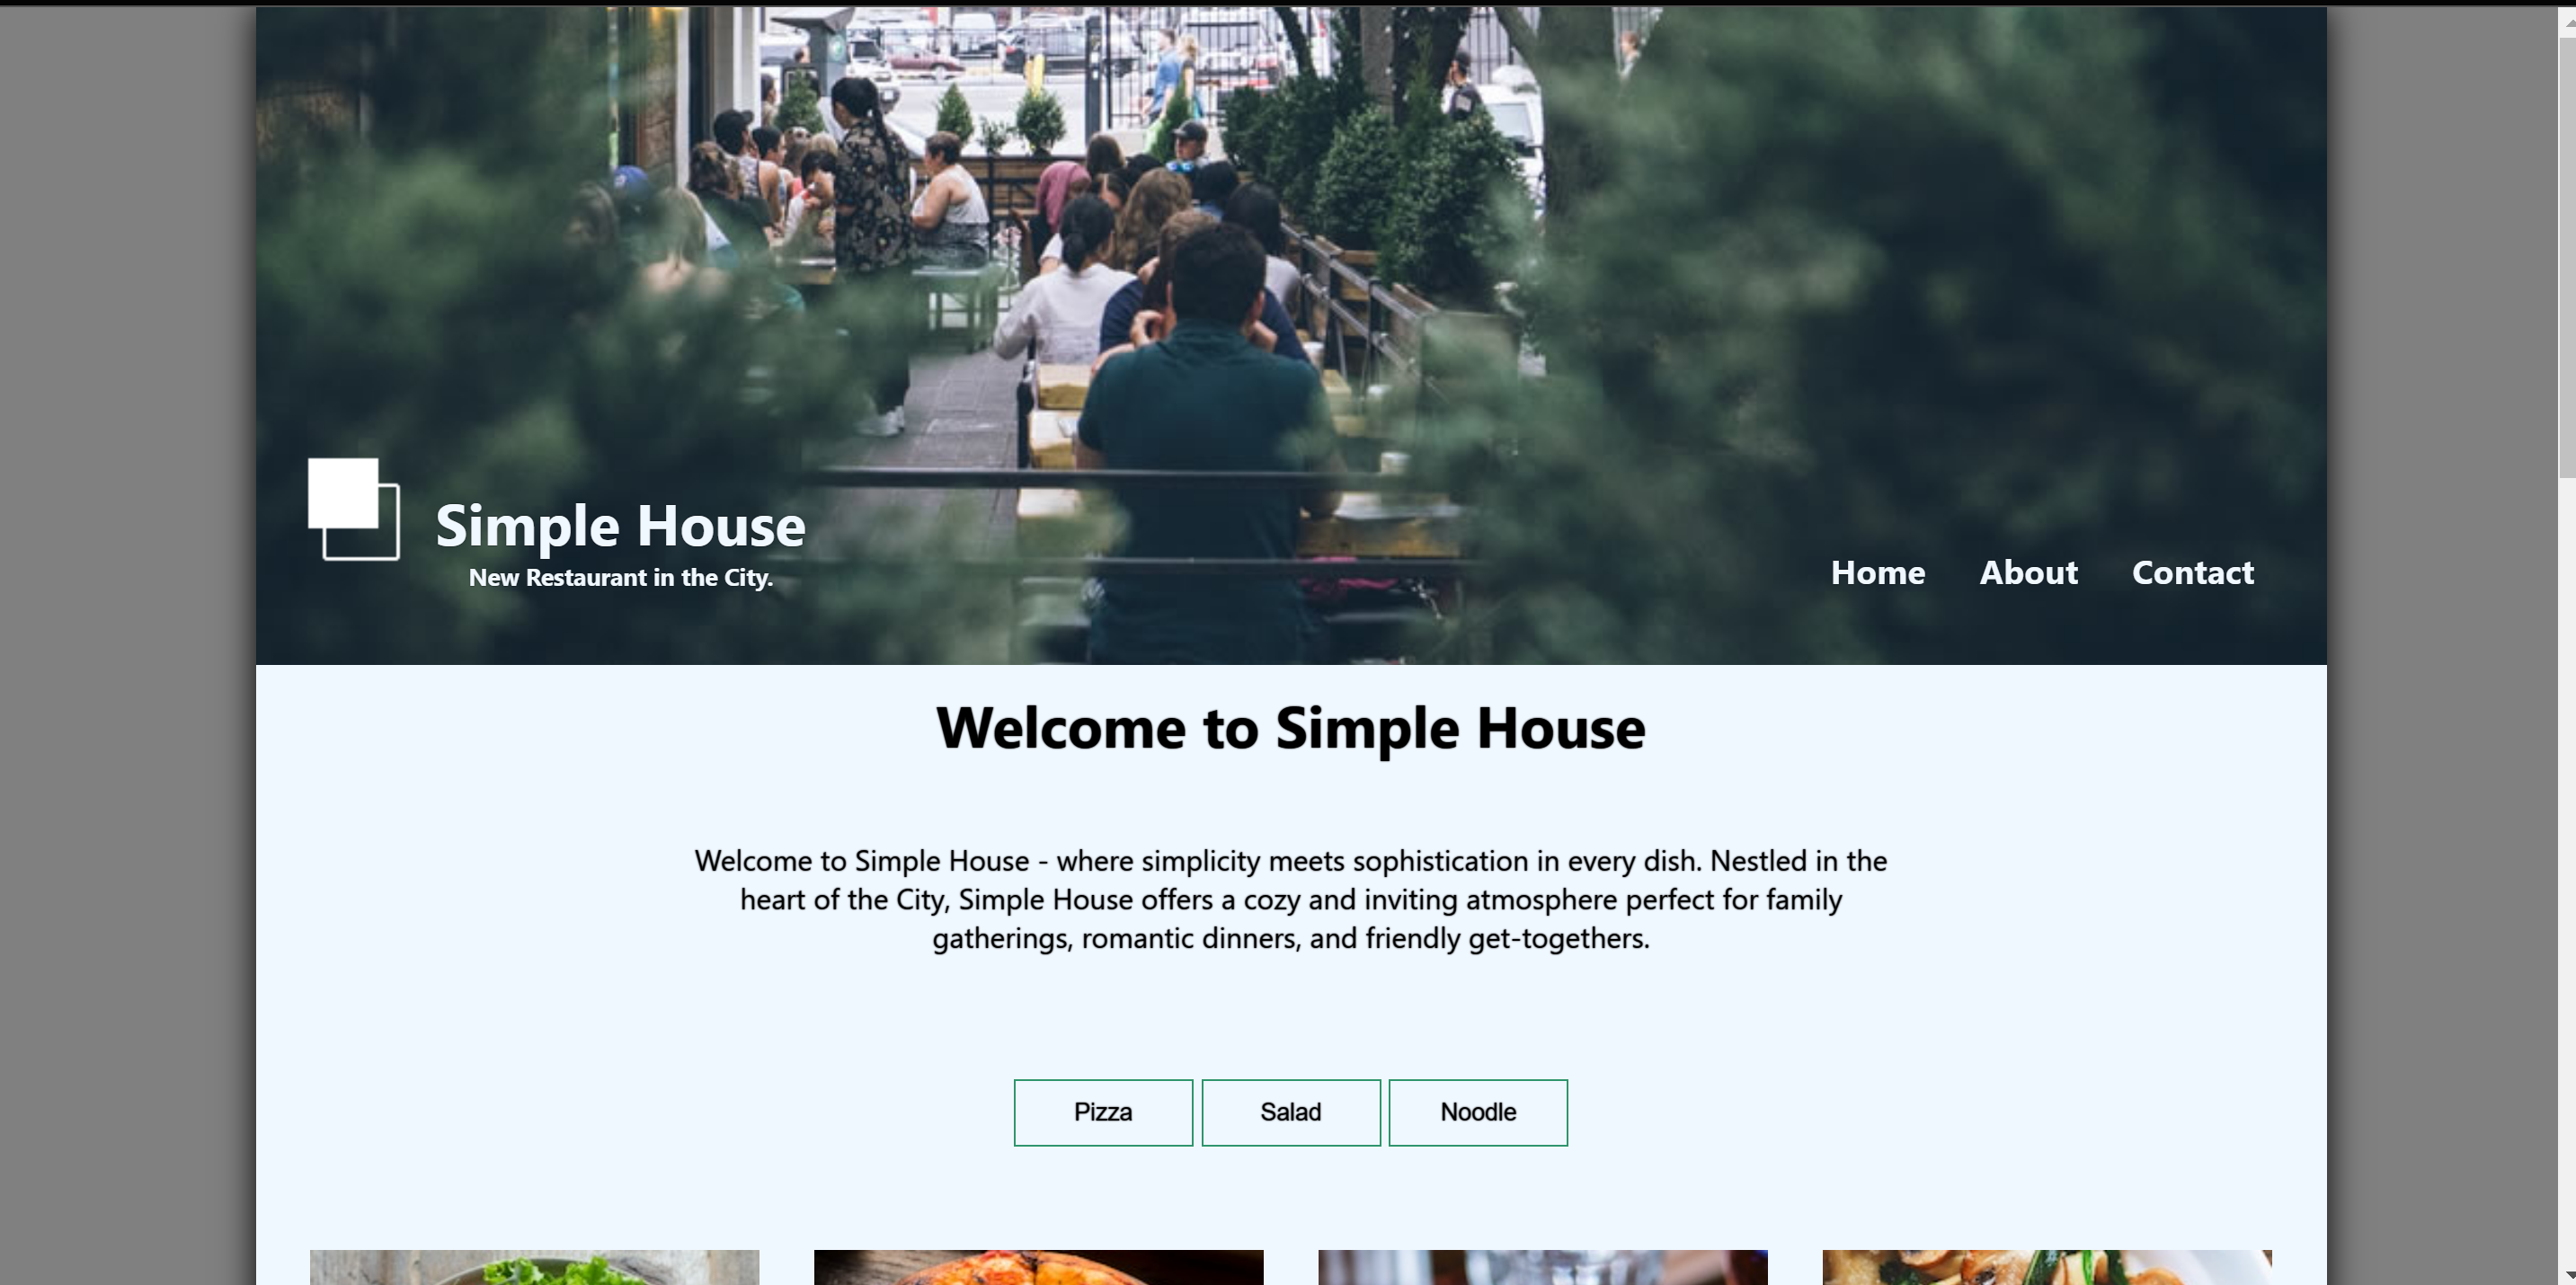 Simple House
New Restaurant in the City.
Home About Contact
Welcome to Simple House
Welcome to Simple House - where simplicity meets sophistication in every dish. Nestled in the
heart of the City, Simple House offers a cozy and inviting atmosphere perfect for family
gatherings, romantic dinners, and friendly get-togethers.
Pizza Salad Noodle